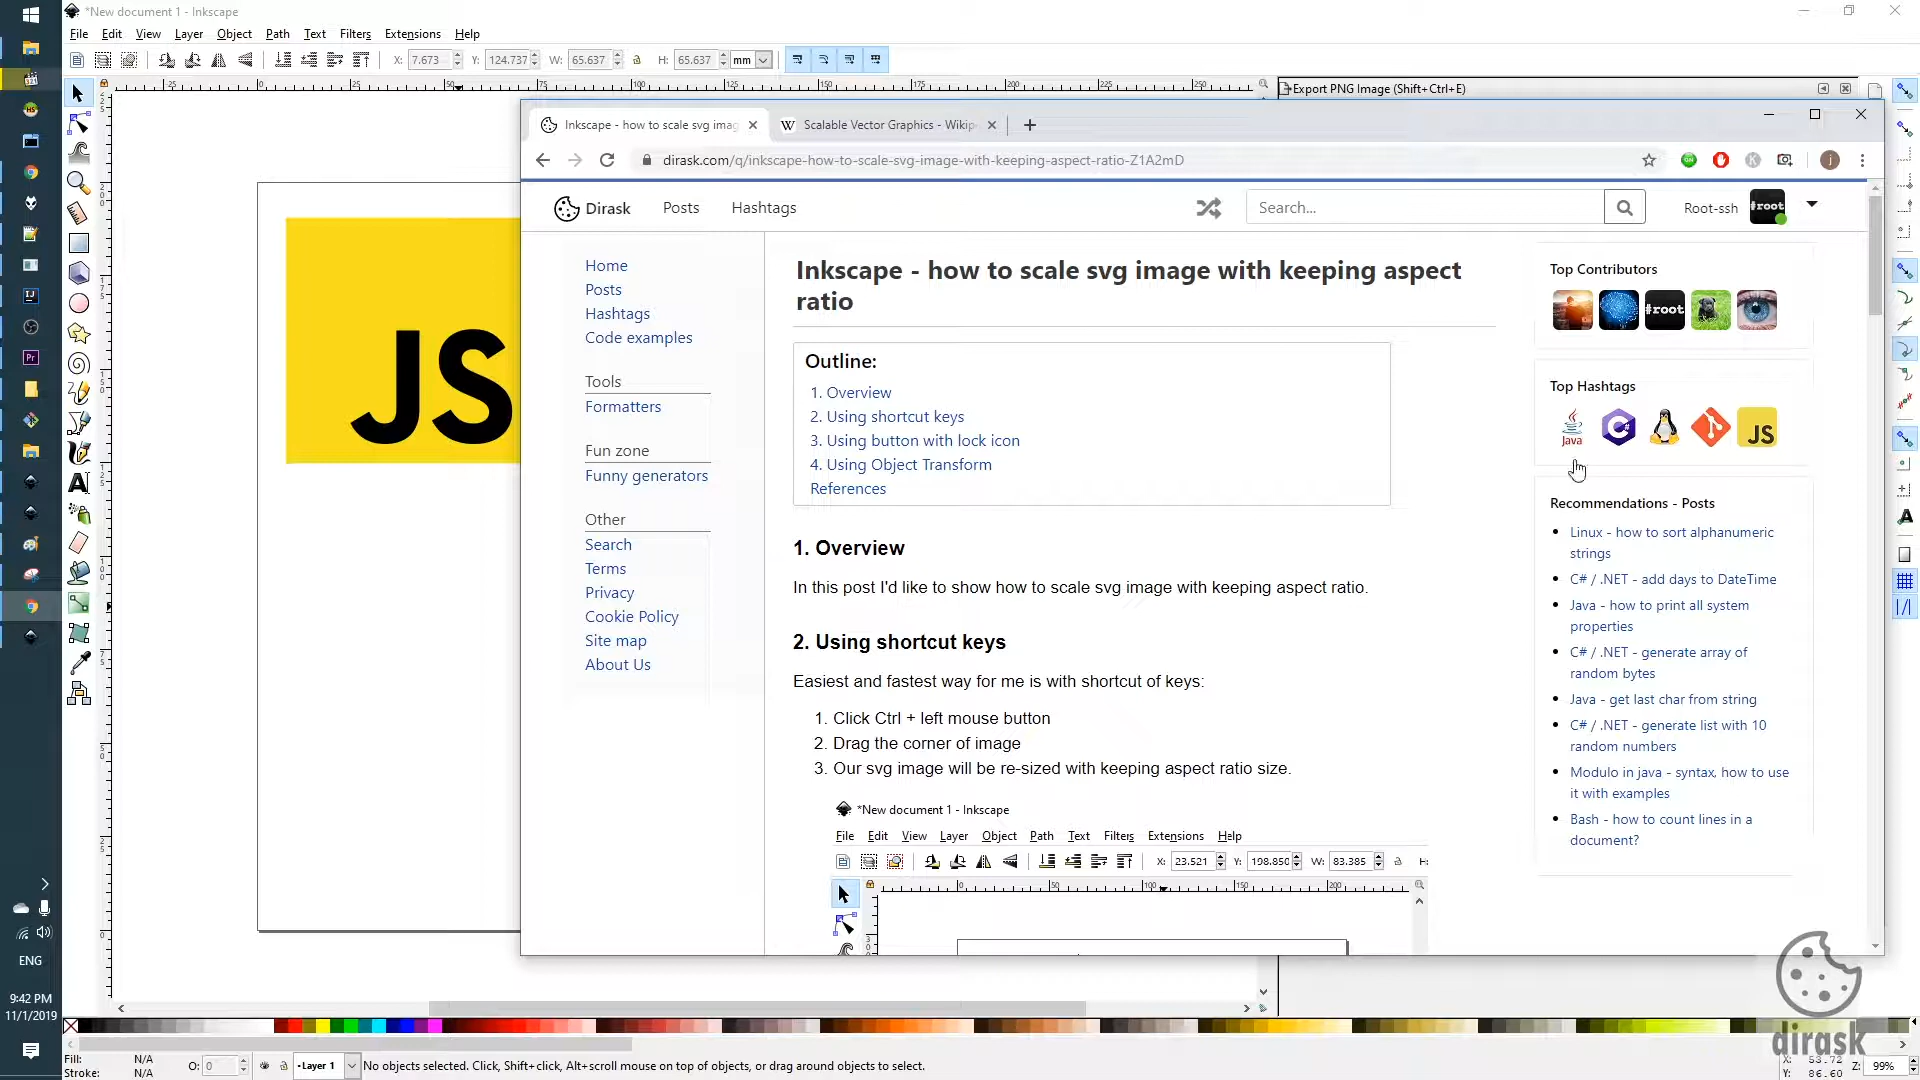 *New document 1 - Inkscape
File Edit View Layer Object Path Text Filters Extensions Help
X: 7.673 Y: 124.737 W: 65.637 H: 65.637 mm
Export PNG Image (Shift+Ctrl+E)
Inkscape - how to scale svg imag
Scalable Vector Graphics - Wikip
dirask.com/q/inkscape-how-to-scale-svg-image-with-keeping-aspect-ratio-Z1A2mD
Dirask Posts Hashtags
Search...
Root-ssh
#root
Home
Posts
Hashtags
Code examples
Tools
Formatters
Fun zone
Funny generators
Other
Search
Terms
Privacy
Cookie Policy
Site map
About Us
JS
Inkscape - how to scale svg image with keeping aspect
ratio
Outline:
1. Overview
2. Using shortcut keys
3. Using button with lock icon
4. Using Object Transform
References
1. Overview
In this post I'd like to show how to scale svg image with keeping aspect ratio.
2. Using shortcut keys
Easiest and fastest way for me is with shortcut of keys:
1. Click Ctrl + left mouse button
2. Drag the corner of image
3. Our svg image will be re-sized with keeping aspect ratio size.
*New document 1 - Inkscape
File Edit View Layer Object Path Text Filters Extensions Help
X: 23.521 Y: 198.850 W: 83.385 H:
0 50 100 150 200
Top Contributors
#root
Top Hashtags
Java C JS
Recommendations - Posts
Linux - how to sort alphanumeric
strings
C# / .NET - add days to DateTime
Java - how to print all system
properties
C# / .NET - generate array of
random bytes
Java - get last char from string
C# / .NET - generate list with 10
random numbers
Modulo in java - syntax, how to use
it with examples
Bash - how to count lines in a
document?
ENG
9:42 PM
11/1/2019
dirask
Fill: N/A
Stroke: N/A
O: 0
Layer 1
No objects selected. Click, Shift+click, Alt+scroll mouse on top of objects, or drag around objects to select.
X: 53.72
Y: 86.60
Z: 99%